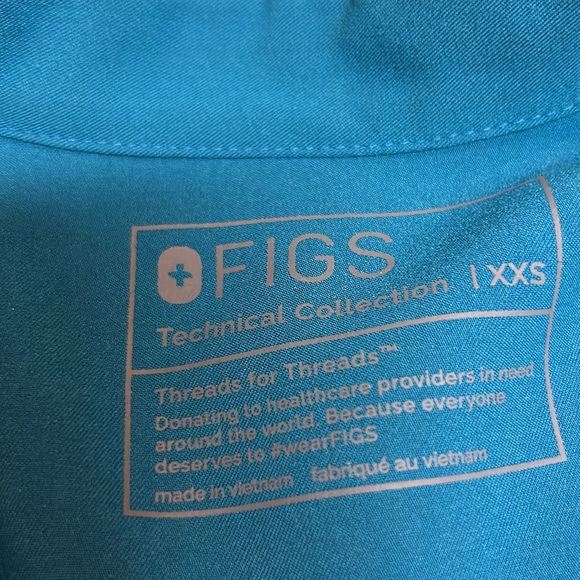 FIGS
Technical Collection | XXS
Threads for Threads™
Donating to healthcare providers in need
around the world. Because everyone
deserves to #wearFIGS
made in vietnam fabriqué au vietnam